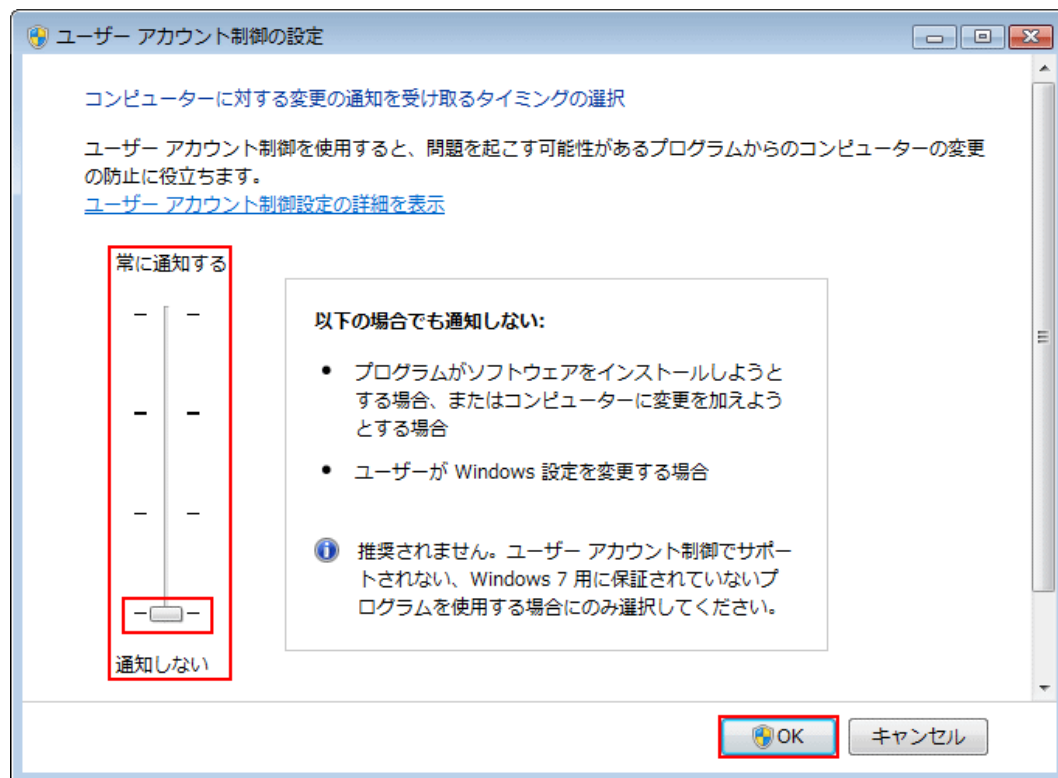 ユーザー アカウント制御の設定
コンピューターに対する変更の通知を受け取るタイミングの選択
ユーザー アカウント制御を使用すると、問題を起こす可能性があるプログラムからのコンピューターの変更
の防止に役立ちます。
ユーザー アカウント制御設定の詳細を表示
常に通知する
以下の場合でも通知しない:
プログラムがソフトウェアをインストールしようと
する場合、またはコンピューターに変更を加えよう
とする場合
ユーザーが Windows 設定を変更する場合
推奨されません。ユーザー アカウント制御でサポー
トされない、Windows 7 用に保証されていないプ
ログラムを使用する場合にのみ選択してください。
通知しない
OK
キャンセル